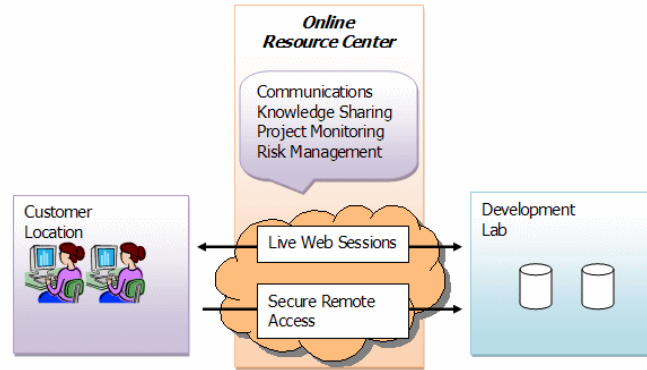 Online
Resource Center
Communications
Knowledge Sharing
Project Monitoring
Risk Management
Customer
Location
Development
Lab
Live Web Sessions
Secure Remote
Access